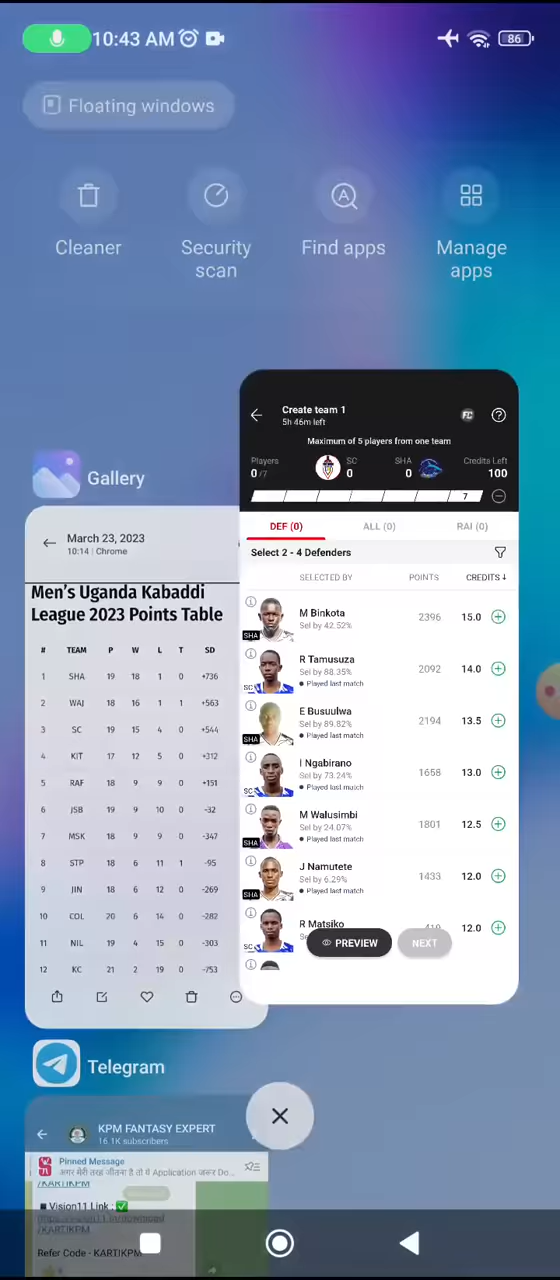 10:43 AM
86
Floating windows
Cleaner
Security scan
Find apps
Manage apps
Gallery
March 23, 2023
10:14 | Chrome
Men's Uganda Kabaddi
League 2023 Points Table
# TEAM P W L T SD
1 SHA 19 18 1 0 +736
2 WAJ 18 16 1 1 +563
3 SC 19 15 4 0 +544
4 KIT 17 12 5 0 +312
5 RAF 18 9 9 0 +151
6 JSB 19 9 10 0 -32
7 MSK 18 9 9 0 -347
8 STP 18 6 11 1 -95
9 JIN 18 6 12 0 -269
10 COL 20 6 14 0 -282
11 NIL 19 4 15 0 -303
12 KC 21 2 19 0 -753
Create team 1
5h 46m left
FC
Maximum of 5 players from one team
Players
0/7
SC
0
SHA
0
Credits Left
100
7
DEF (0) ALL (0) RAI (0)
Select 2 - 4 Defenders
SELECTED BY POINTS CREDITS↓
M Binkota
Sel by 42.52%
SHA
2396 15.0
R Tamusuza
Sel by 88.35%
Played last match
SC
2092 14.0
E Busuulwa
Sel by 89.82%
Played last match
SHA
2194 13.5
I Ngabirano
Sel by 73.24%
Played last match
SC
1658 13.0
M Walusimbi
Sel by 24.07%
Played last match
SHA
1801 12.5
J Namutete
Sel by 6.29%
Played last match
SHA
1433 12.0
R Matsiko
SC
12.0
PREVIEW
NEXT
Telegram
KPM FANTASY EXPERT
16.1K subscribers
Pinned Message
अगर मेरी तरह जीतना है तो ये Application जरूर Do...
/KARTIKPM
Vision11 Link : ✅
/KARTIKPM
Refer Code - KARTIKPM